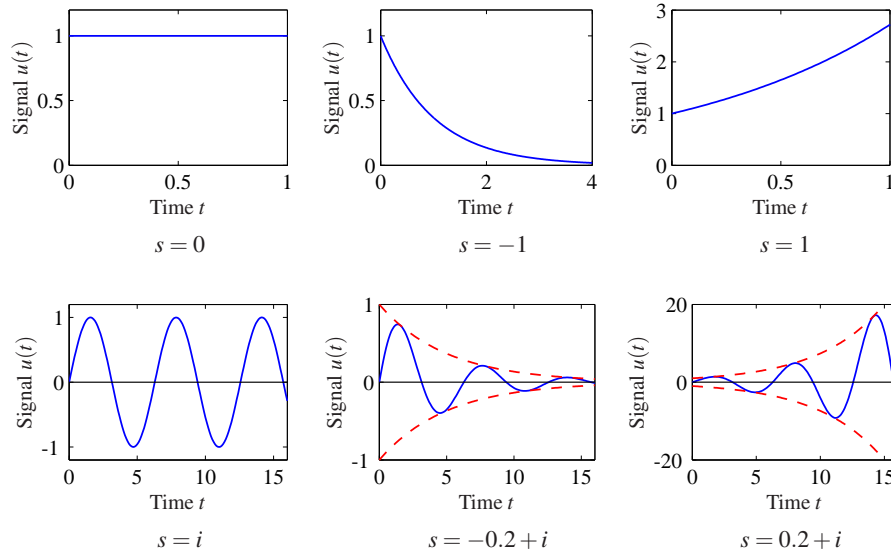 Signal u(t)
1
0.5
0
0
0.5
1
Time t
s = 0
Signal u(t)
1
0.5
0
0
2
4
Time t
s = −1
Signal u(t)
3
2
1
0
0
0.5
1
Time t
s = 1
Signal u(t)
1
0
-1
0
5
10
15
Time t
s = i
Signal u(t)
1
0
-1
0
5
10
15
Time t
s = −0.2 + i
Signal u(t)
20
0
-20
0
5
10
15
Time t
s = 0.2 + i